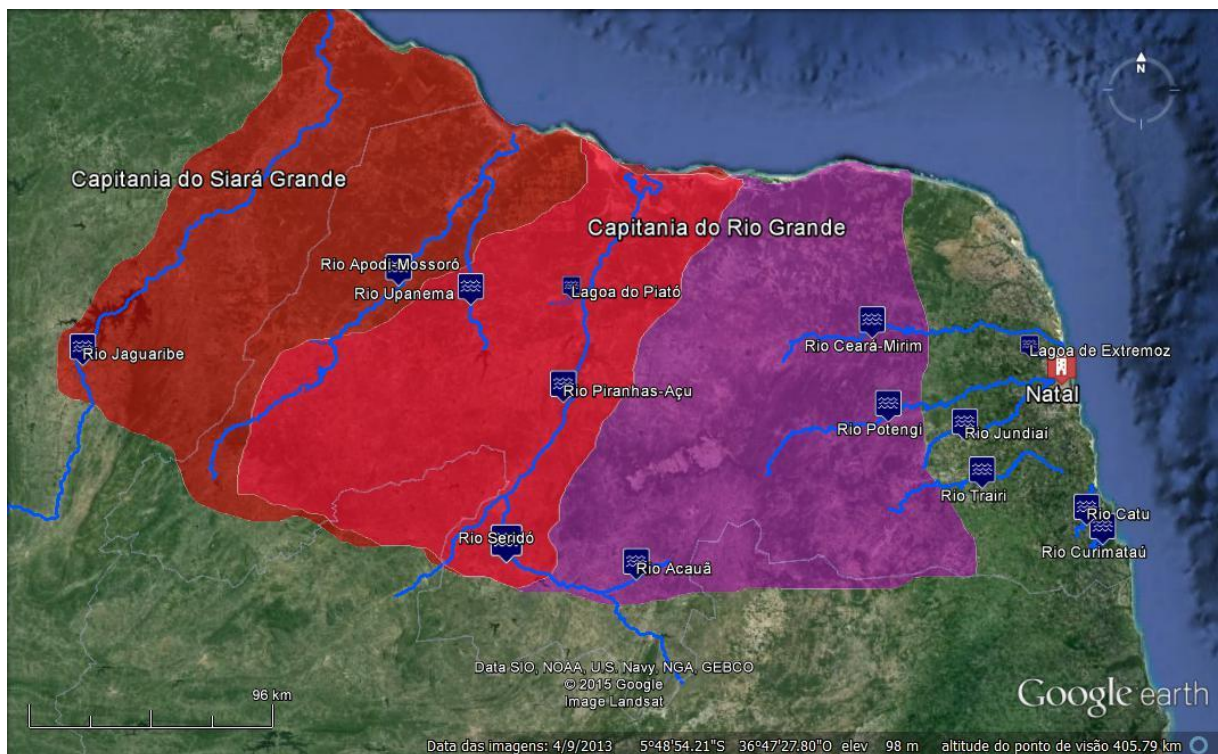 N
Capitania do Siará Grande
Capitania do Rio Grande
Rio Apodi-Mossoró
Rio Upanema
Lagoa do Piató
Rio Jaguaribe
Rio Ceará-Mirim
Lagoa de Extremoz
Rio Piranhas-Açu
Natal
Rio Potengi
Rio Jundiaí
Rio Trairi
Rio Catu
Rio Seridó
Rio Curimataú
Rio Acauã
Data SIO, NOAA, U.S. Navy, NGA, GEBCO
© 2015 Google
Image Landsat
96 km
Google earth
Data das imagens: 4/9/2013 5°48'54.21"S 36°47'27.80"O elev 98 m altitude do ponto de visão 405.79 km